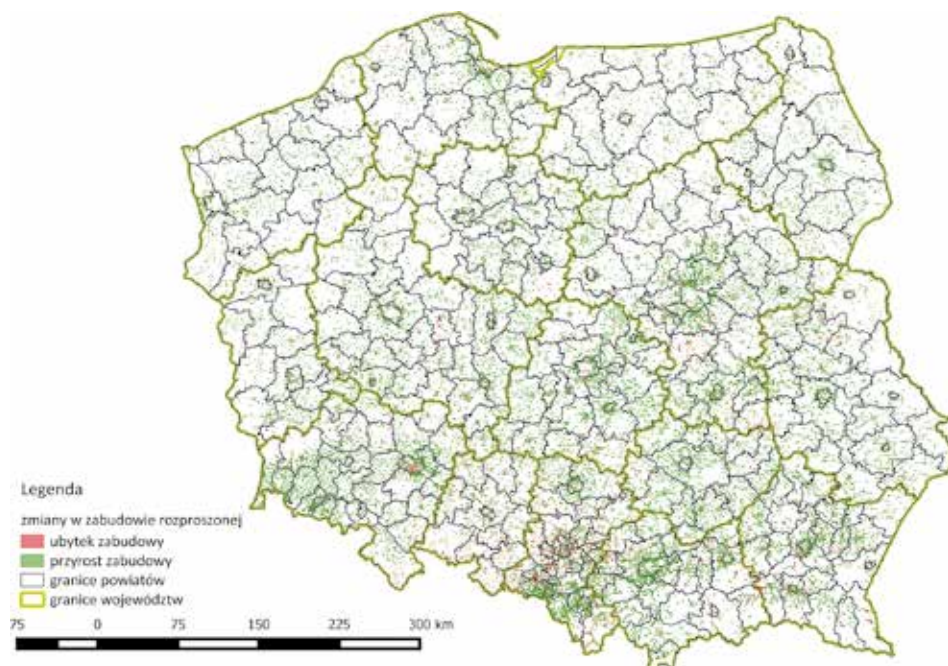 Legenda
zmiany w zabudowie rozproszonej
ubytek zabudowy
przyrost zabudowy
granice powiatów
granice województw
75 0 75 150 225 300 km